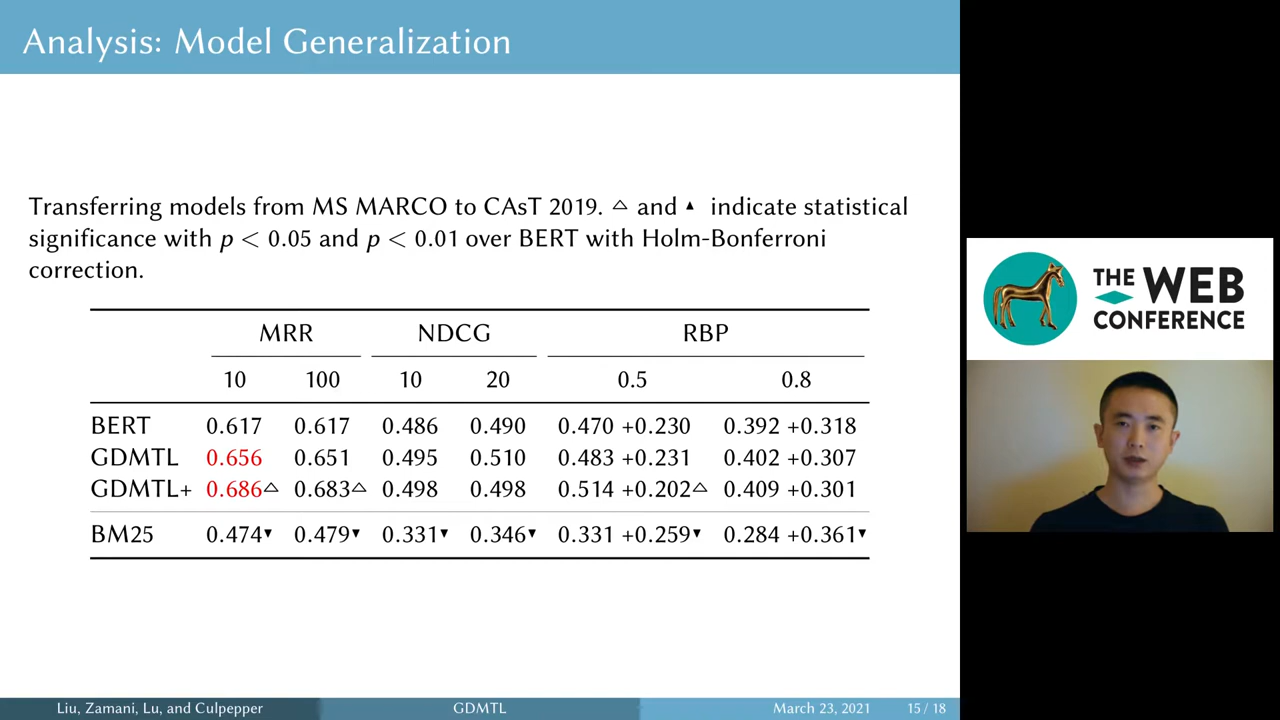 Analysis: Model Generalization
Transferring models from MS MARCO to CAsT 2019. △ and ▲ indicate statistical
significance with p < 0.05 and p < 0.01 over BERT with Holm-Bonferroni
correction.
MRR NDCG RBP
10 100 10 20 0.5 0.8
BERT 0.617 0.617 0.486 0.490 0.470 +0.230 0.392 +0.318
GDMTL 0.656 0.651 0.495 0.510 0.483 +0.231 0.402 +0.307
GDMTL+ 0.686△ 0.683△ 0.498 0.498 0.514 +0.202△ 0.409 +0.301
BM25 0.474▼ 0.479▼ 0.331▼ 0.346▼ 0.331 +0.259▼ 0.284 +0.361▼
THE WEB
CONFERENCE
Liu, Zamani, Lu, and Culpepper GDMTL March 23, 2021 15 / 18